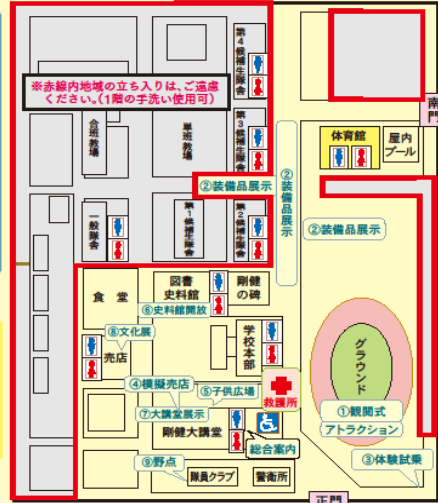 第4候補生隊舎
※赤線内地域の立ち入りは、ご遠慮
ください。(1階の手洗い使用可)
合班教場
単班教場
第3候補生隊舎
南門
体育館
屋内
プール
②装備品展示
②装備品展示
②装備品展示
一般隊舎
第1候補生隊舎
第2候補生隊舎
食堂
図書
史料館
剛健
の碑
⑥史料館開放
⑧文化展
売店
学校
本部
グラウンド
④模擬売店
⑤子供広場
救護所
⑦大講堂展示
①観閲式
アトラクション
剛健大講堂
総合案内
③体験試乗
⑨野点
隊員クラブ
警衛所
正門